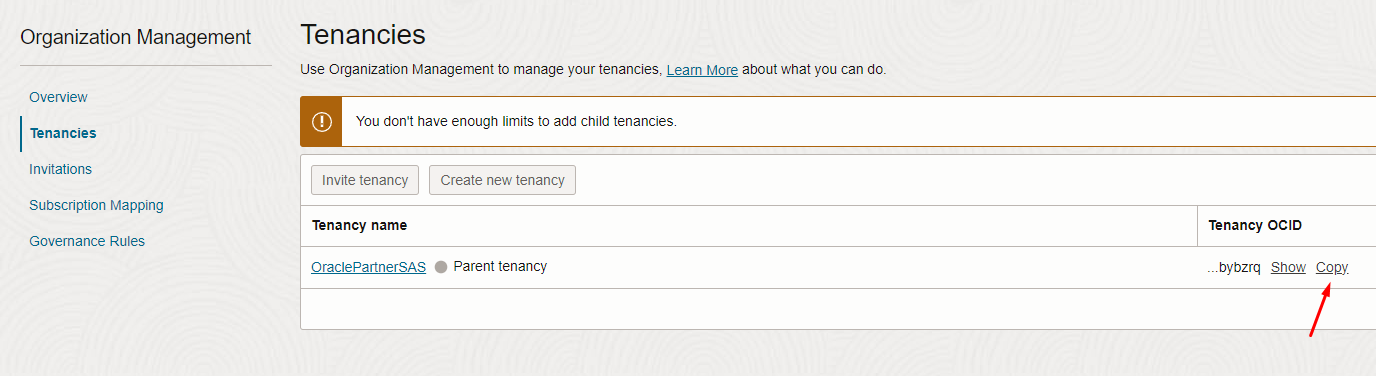 Organization Management
Overview
Tenancies
Invitations
Subscription Mapping
Governance Rules
Tenancies
Use Organization Management to manage your tenancies, Learn More about what you can do.
You don't have enough limits to add child tenancies.
Invite tenancy Create new tenancy
Tenancy name Tenancy OCID
OraclePartnerSAS Parent tenancy ...bybzrq Show Copy